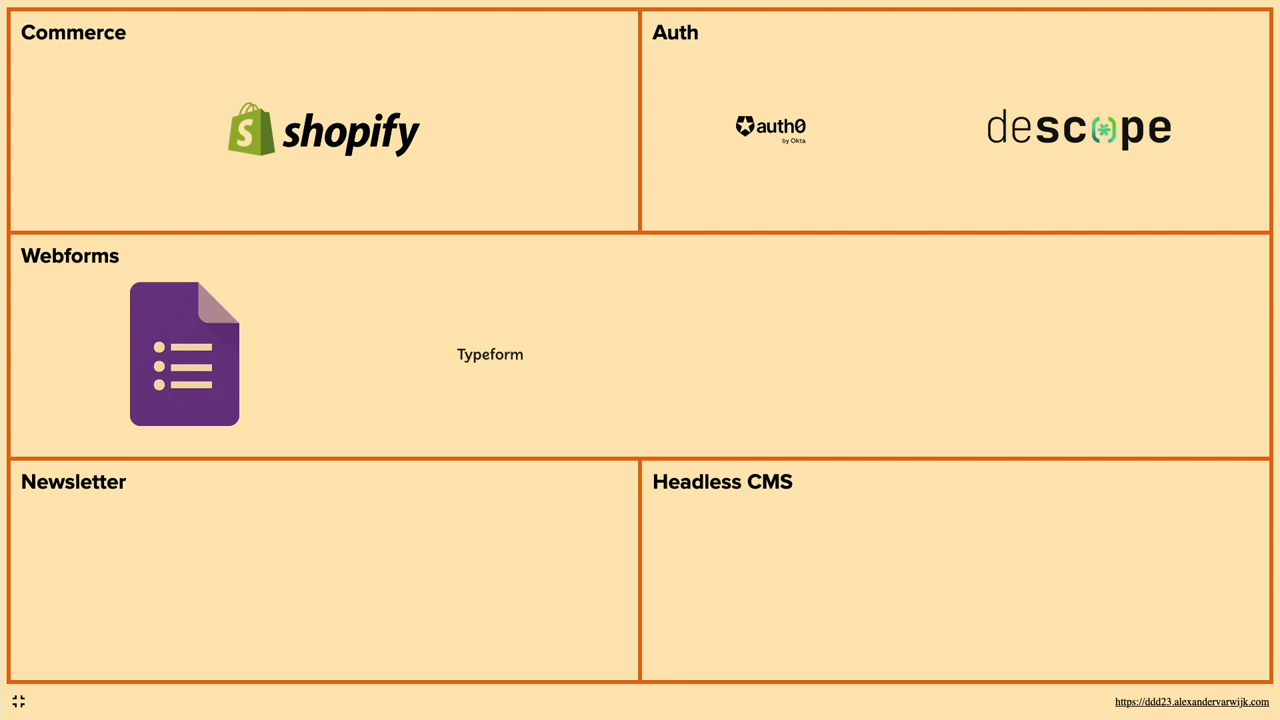 Commerce
Auth
shopify
auth0
by Okta
descope
Webforms
Typeform
Newsletter
Headless CMS
https://ddd23.alexandervarwijk.com